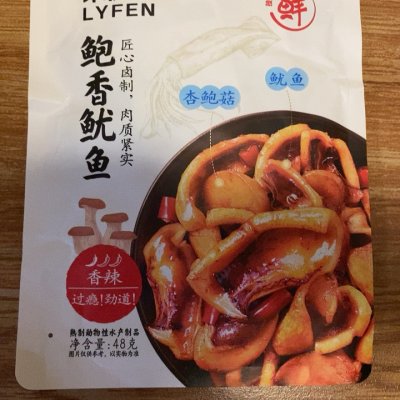 LYFEN
鲜
鲍香鱿鱼
匠心卤制，肉质紧实
杏鲍菇
鱿鱼
香辣
过瘾！劲道！
熟制动物性水产制品
净含量：48克
图片仅供参考，以实物为准